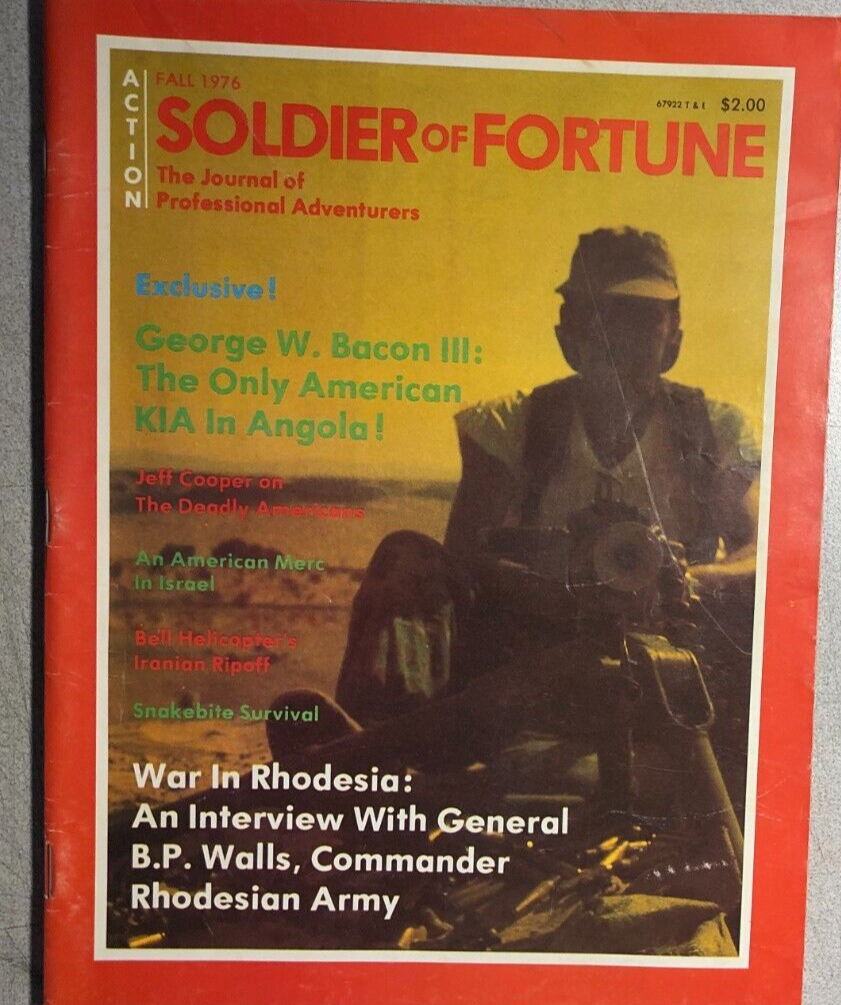 ACTION
FALL 1976
67922 T & E $2.00
SOLDIER OF FORTUNE
The Journal of
Professional Adventurers
Exclusive!
George W. Bacon III:
The Only American
KIA In Angola!
Jeff Cooper on
The Deadly Americans
An American Merc
In Israel
Bell Helicopter's
Iranian Ripoff
Snakebite Survival
War In Rhodesia:
An Interview With General
B.P. Walls, Commander
Rhodesian Army